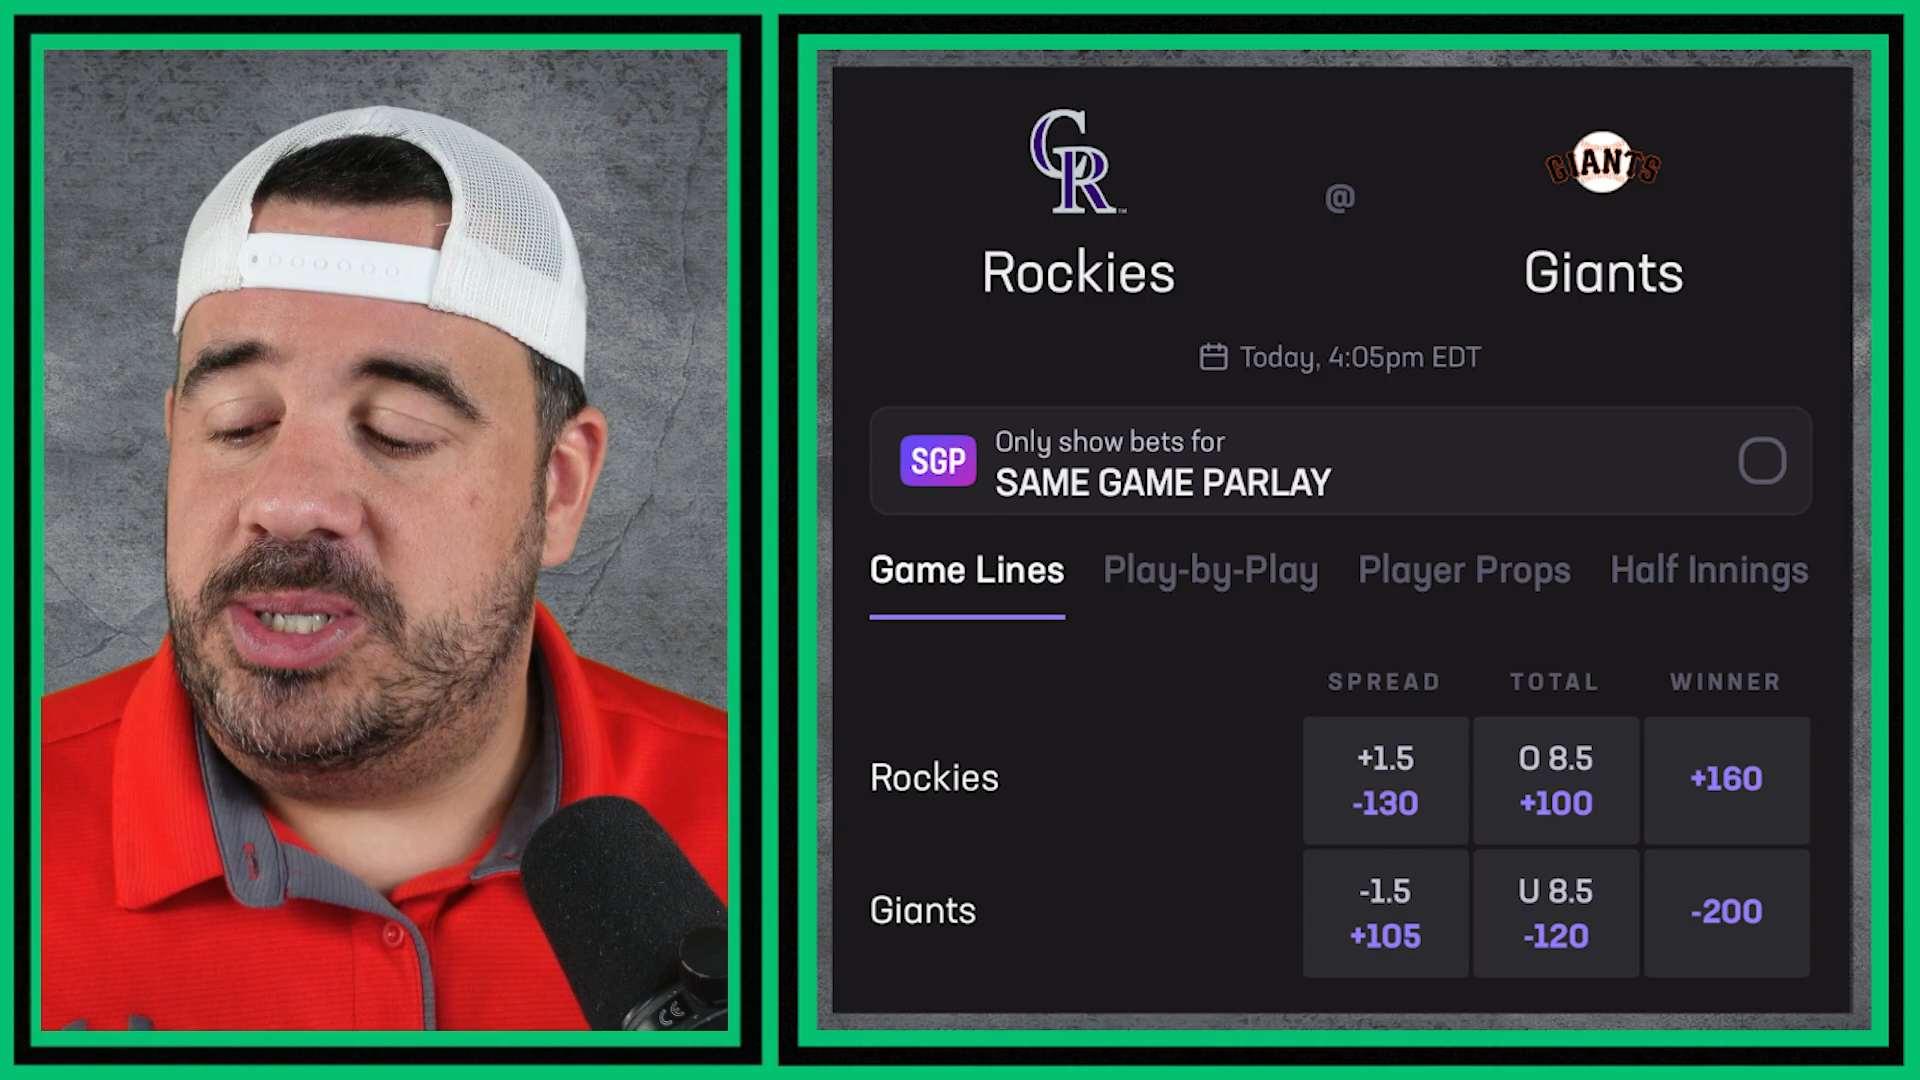 CR
TM
GIANTS
@
Rockies
Giants
Today, 4:05pm EDT
SGP
Only show bets for
SAME GAME PARLAY
Game Lines Play-by-Play Player Props Half Innings
SPREAD TOTAL WINNER
Rockies
+1.5
-130
O 8.5
+100
+160
Giants
-1.5
+105
U 8.5
-120
-200
CE